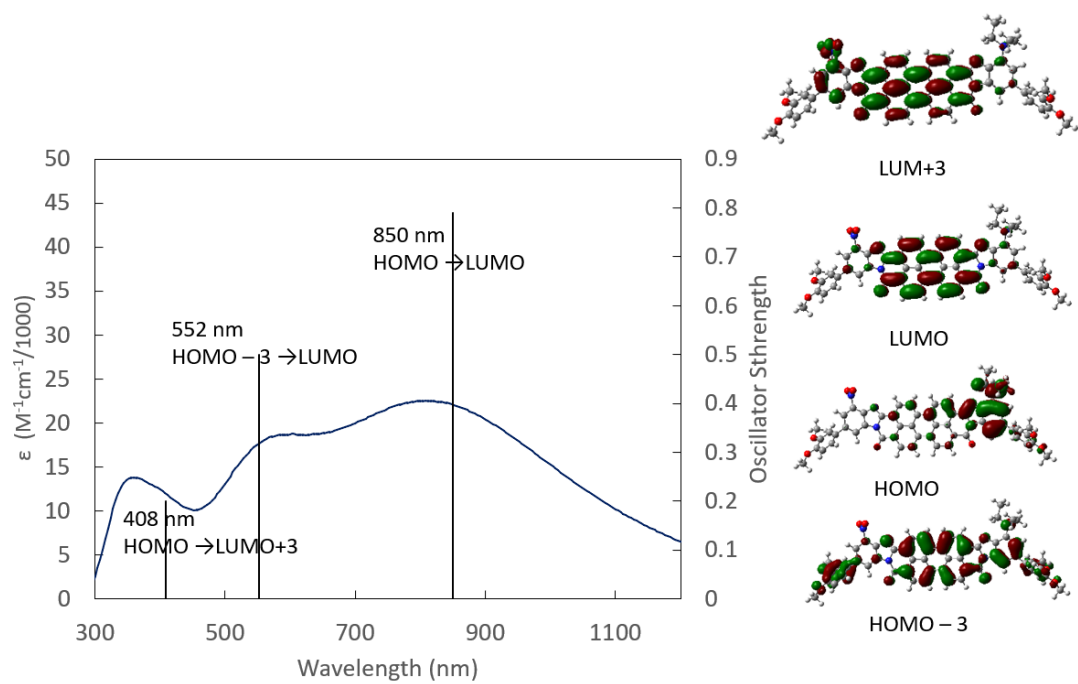 LUM+3
50
45
40
35
30
25
20
15
10
5
0
ε (M⁻¹cm⁻¹/1000)
850 nm
HOMO →LUMO
552 nm
HOMO – 3 →LUMO
408 nm
HOMO →LUMO+3
0.9
0.8
0.7
0.6
0.5
0.4
0.3
0.2
0.1
0
Oscillator Sthrength
300
500
700
900
1100
Wavelength (nm)
LUMO
HOMO
HOMO – 3